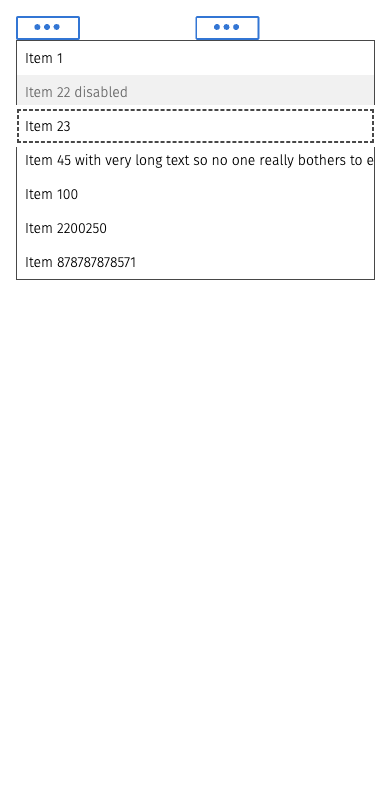 Item 1
Item 22 disabled
Item 23
Item 45 with very long text so no one really bothers to e
Item 100
Item 2200250
Item 878787878571